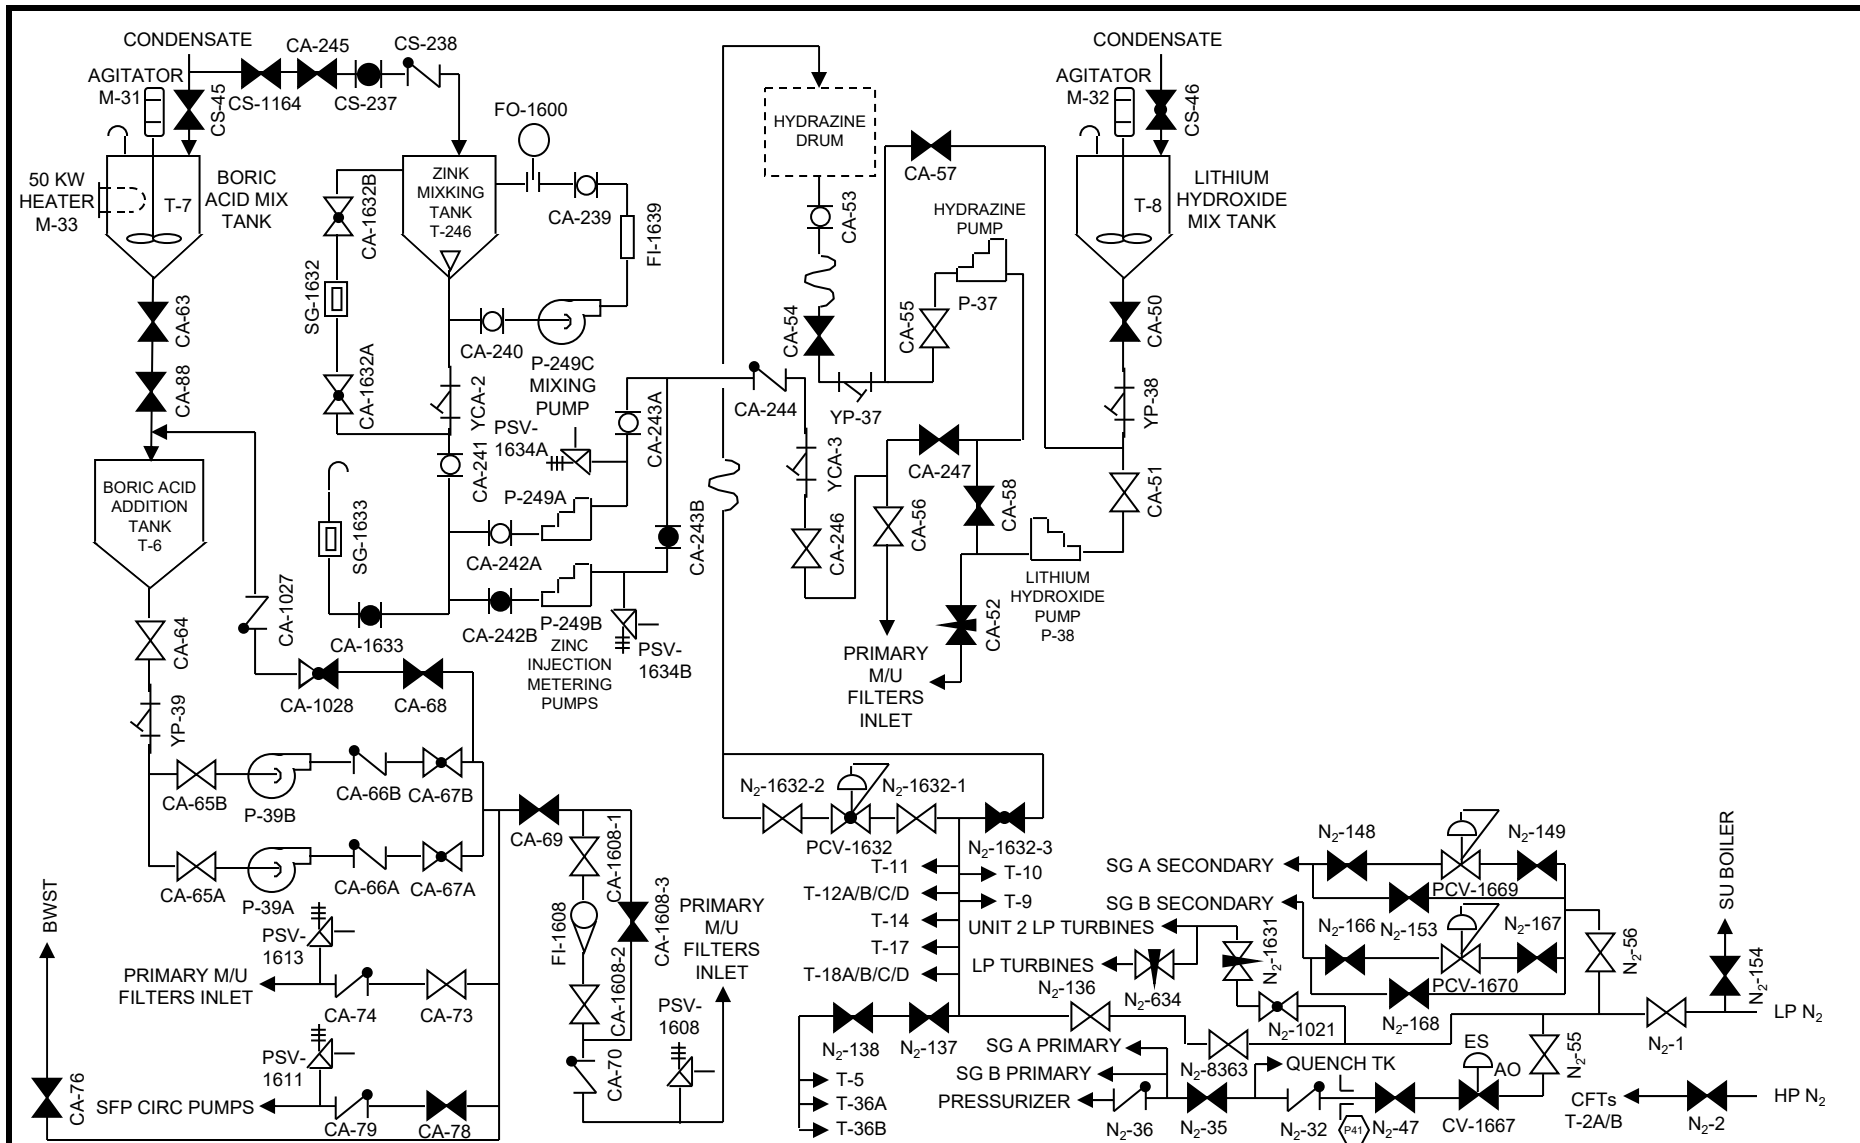 CONDENSATE
CA-245
CS-238
AGITATOR
M-31
CS-45
CS-1164
CS-237
50 KW
HEATER
M-33
T-7
BORIC
ACID MIX
TANK
CA-63
CA-88
BORIC ACID
ADDITION
TANK
T-6
CA-64
YP-39
CA-1027
CA-1028
CA-68
CA-65B
P-39B
CA-66B
CA-67B
CA-65A
P-39A
CA-66A
CA-67A
FO-1600
ZINK
MIXKING
TANK
T-246
CA-1632B
SG-1632
CA-1632A
CA-239
FI-1639
CA-240
P-249C
MIXING
PUMP
YCA-2
CA-241
PSV-
1634A
CA-243A
P-249A
CA-242A
SG-1633
CA-1633
CA-242B
P-249B
ZINC
INJECTION
METERING
PUMPS
PSV-
1634B
CA-243B
CA-244
YCA-3
CA-246
HYDRAZINE
DRUM
CA-53
CA-54
YP-37
CA-55
CA-57
HYDRAZINE
PUMP
P-37
CA-247
CA-56
CA-58
CA-52
PRIMARY
M/U
FILTERS
INLET
CONDENSATE
AGITATOR
M-32
CS-46
T-8
LITHIUM
HYDROXIDE
MIX TANK
CA-50
YP-38
CA-51
LITHIUM
HYDROXIDE
PUMP
P-38
BWST
CA-76
PSV-
1613
PRIMARY M/U
FILTERS INLET
CA-74
CA-73
PSV-
1611
SFP CIRC PUMPS
CA-79
CA-78
CA-69
CA-1608-1
FI-1608
CA-1608-2
CA-1608-3
CA-70
PSV-
1608
PRIMARY
M/U
FILTERS
INLET
N2-1632-2
N2-1632-1
PCV-1632
N2-1632-3
T-11
T-10
T-12A/B/C/D
T-9
T-14
T-17
T-18A/B/C/D
UNIT 2 LP TURBINES
LP TURBINES
N2-634
N2-1631
N2-1021
N2-136
N2-138
N2-137
N2-8363
T-5
T-36A
T-36B
SG A PRIMARY
SG B PRIMARY
PRESSURIZER
N2-36
N2-35
QUENCH TK
N2-32
P41
N2-47
ES
AO
CV-1667
N2-55
SG A SECONDARY
SG B SECONDARY
N2-148
N2-149
PCV-1669
N2-153
N2-166
N2-167
PCV-1670
N2-168
N2-56
SU BOILER
N2-154
N2-1
LP N2
CFTs
T-2A/B
N2-2
HP N2